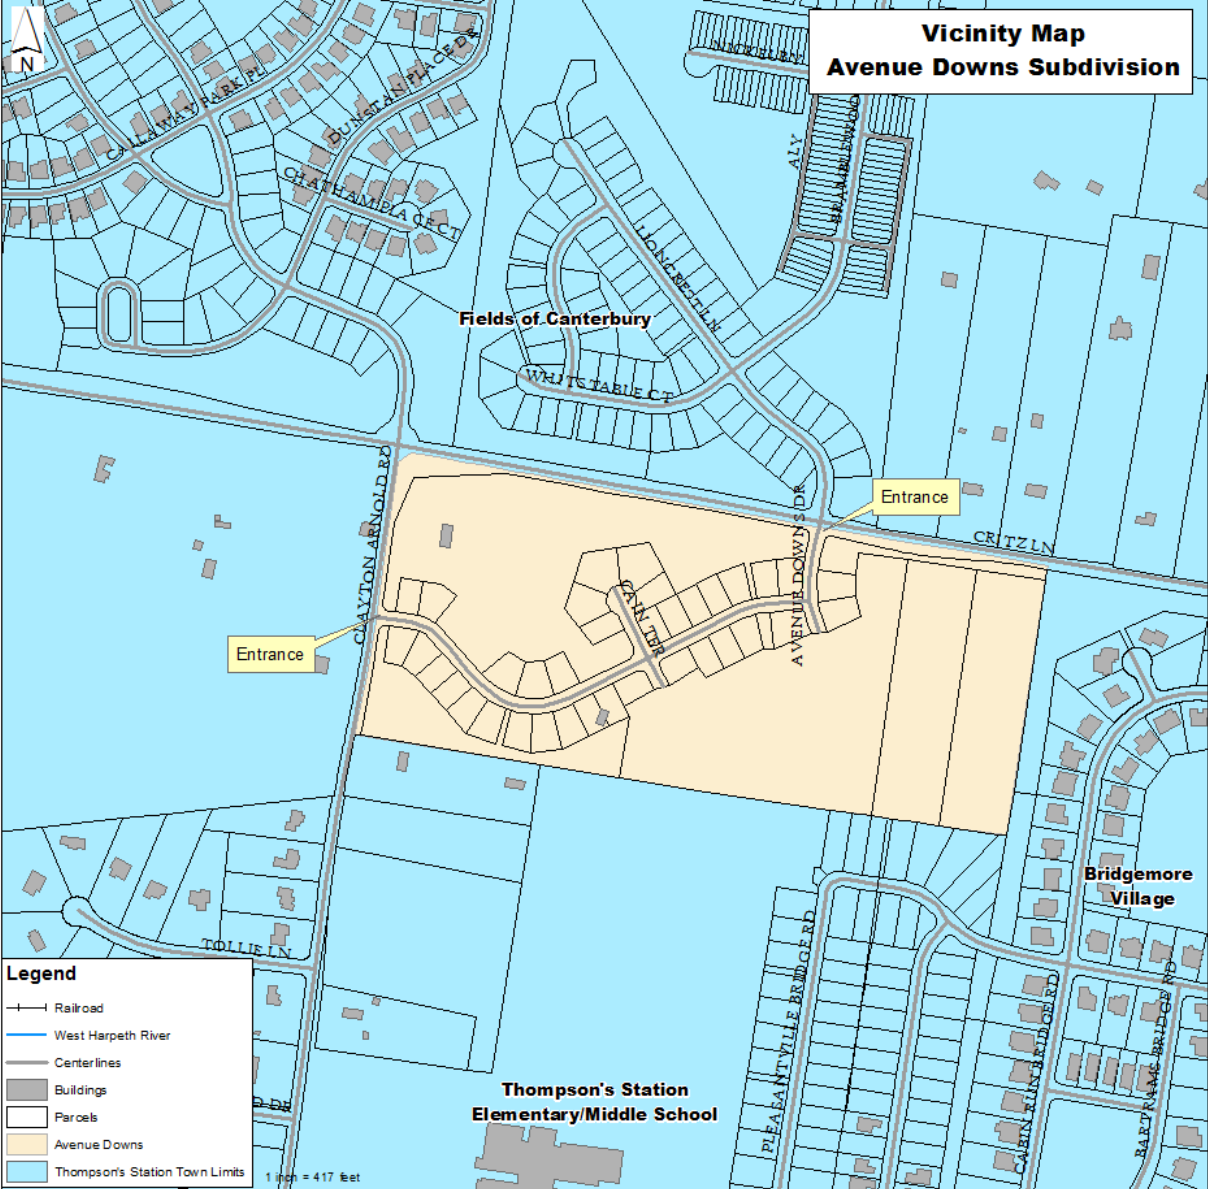 Vicinity Map
Avenue Downs Subdivision
N
NICKELBY
CALLAWAY PARK PL
DUNSTAN PLACE DR
ALY
CHATHAM PLACE CT
LIONCREST LN
Fields of Canterbury
WHITSTABLE CT
CLAYTON ARNOLD RD
AVENUE DOWNS DR
Entrance
CRITZ LN
CAIN TER
Entrance
Bridgemore
Village
TOLLIE LN
PLEASANTVILLE BRIDGE RD
CABIN RUN BRIDGE RD
BARTRAMS BRIDGE RD
Thompson's Station
Elementary/Middle School
Legend
Railroad
West Harpeth River
Centerlines
Buildings
Parcels
D DR
Avenue Downs
Thompson's Station Town Limits
1 inch = 417 feet